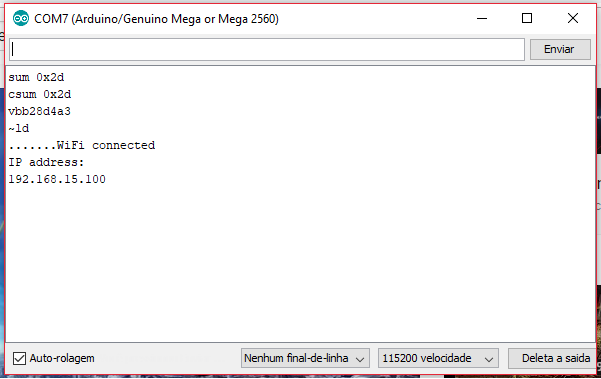 COM7 (Arduino/Genuino Mega or Mega 2560)
Enviar
sum 0x2d
csum 0x2d
vbb28d4a3
~ld
.......WiFi connected
IP address:
192.168.15.100
Auto-rolagem
Nenhum final-de-linha
115200 velocidade
Deleta a saida